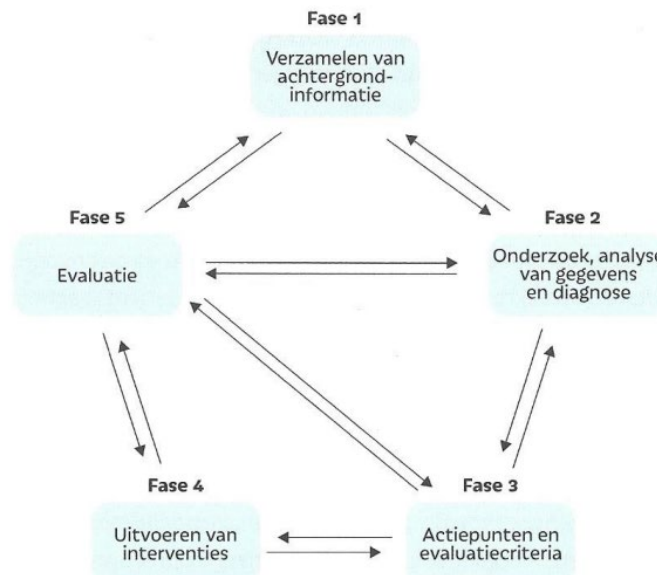 Fase 1
Verzamelen van
achtergrond-
informatie
Fase 5
Evaluatie
Fase 2
Onderzoek, analyse
van gegevens
en diagnose
Fase 4
Uitvoeren van
interventies
Fase 3
Actiepunten en
evaluatiecriteria